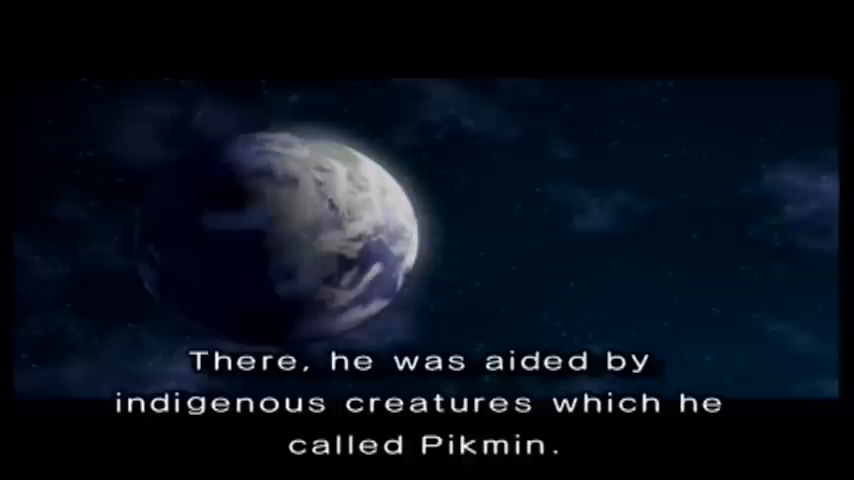 There, he was aided by
indigenous creatures which he
called Pikmin.